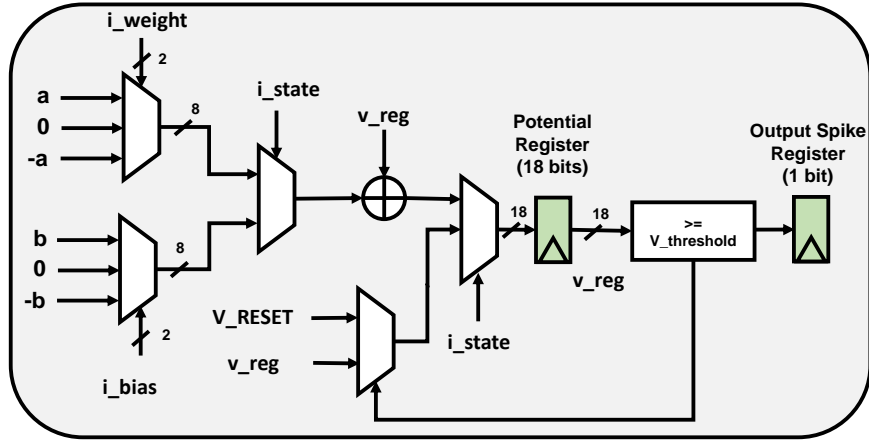 i_weight
2
a
0
-a
8
i_state
v_reg
Potential
Register
(18 bits)
Output Spike
Register
(1 bit)
b
0
-b
8
2
i_bias
V_RESET
v_reg
18
i_state
18
v_reg
>=
V_threshold